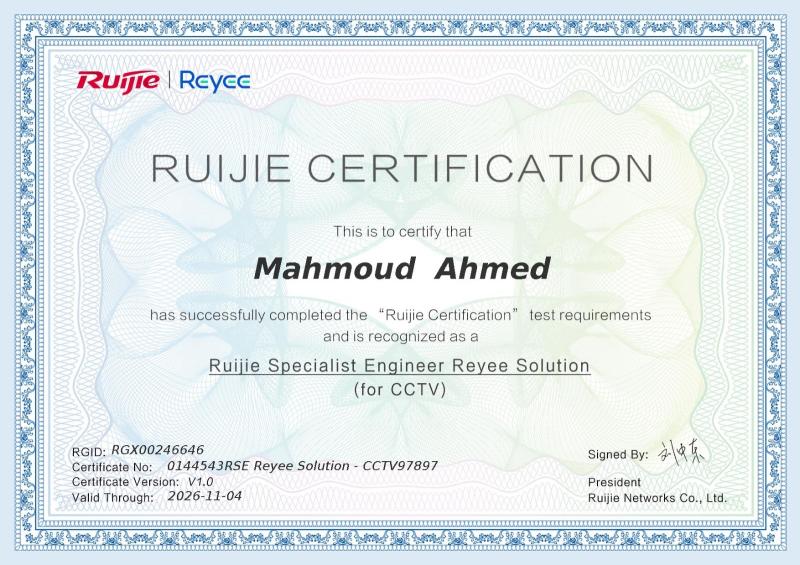 Ruijie | Reyee
RUIJIE CERTIFICATION
This is to certify that
Mahmoud Ahmed
has successfully completed the “Ruijie Certification” test requirements
and is recognized as a
Ruijie Specialist Engineer Reyee Solution
(for CCTV)
RGID: RGX00246646
Certificate No: 0144543RSE Reyee Solution - CCTV97897
Certificate Version: V1.0
Valid Through: 2026-11-04
Signed By: 刘中东
President
Ruijie Networks Co., Ltd.